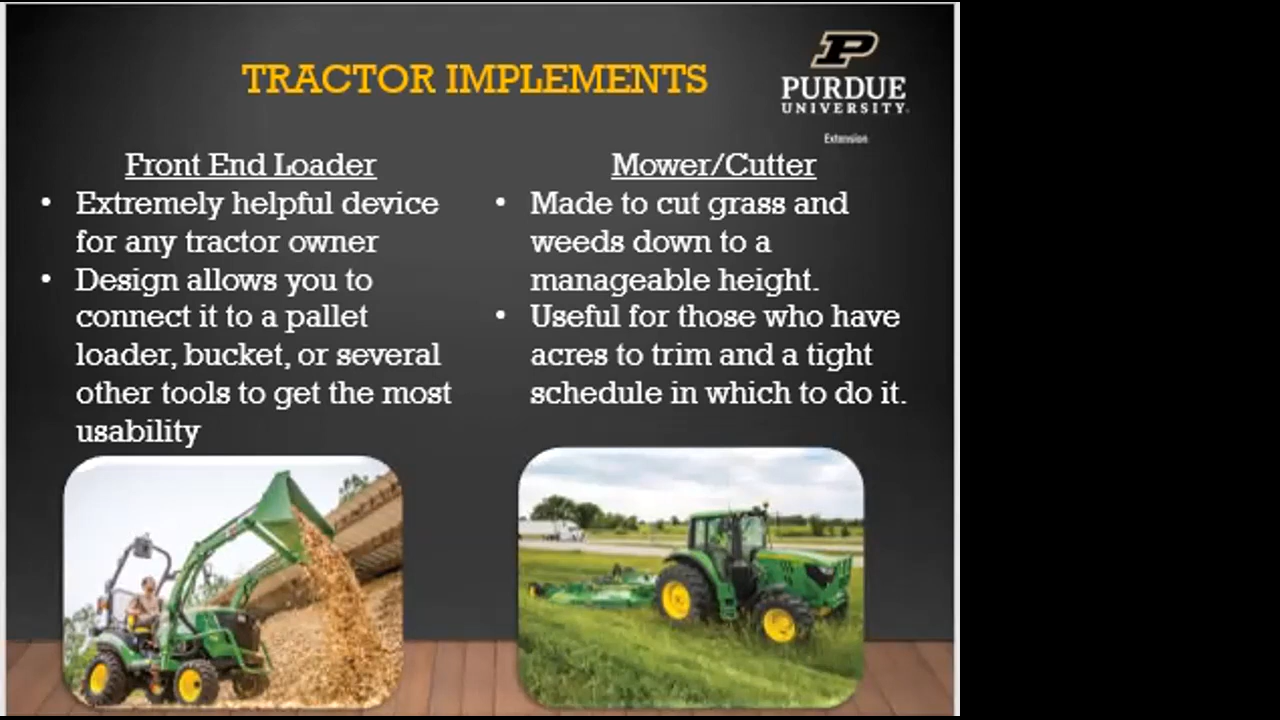 TRACTOR IMPLEMENTS
PURDUE
UNIVERSITY.
Extension
Front End Loader
• Extremely helpful device
for any tractor owner
• Design allows you to
connect it to a pallet
loader, bucket, or several
other tools to get the most
usability
Mower/Cutter
• Made to cut grass and
weeds down to a
manageable height.
• Useful for those who have
acres to trim and a tight
schedule in which to do it.